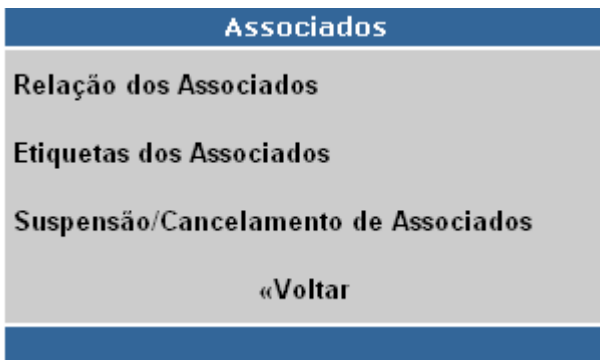 Associados
Relação dos Associados
Etiquetas dos Associados
Suspensão/Cancelamento de Associados
«Voltar